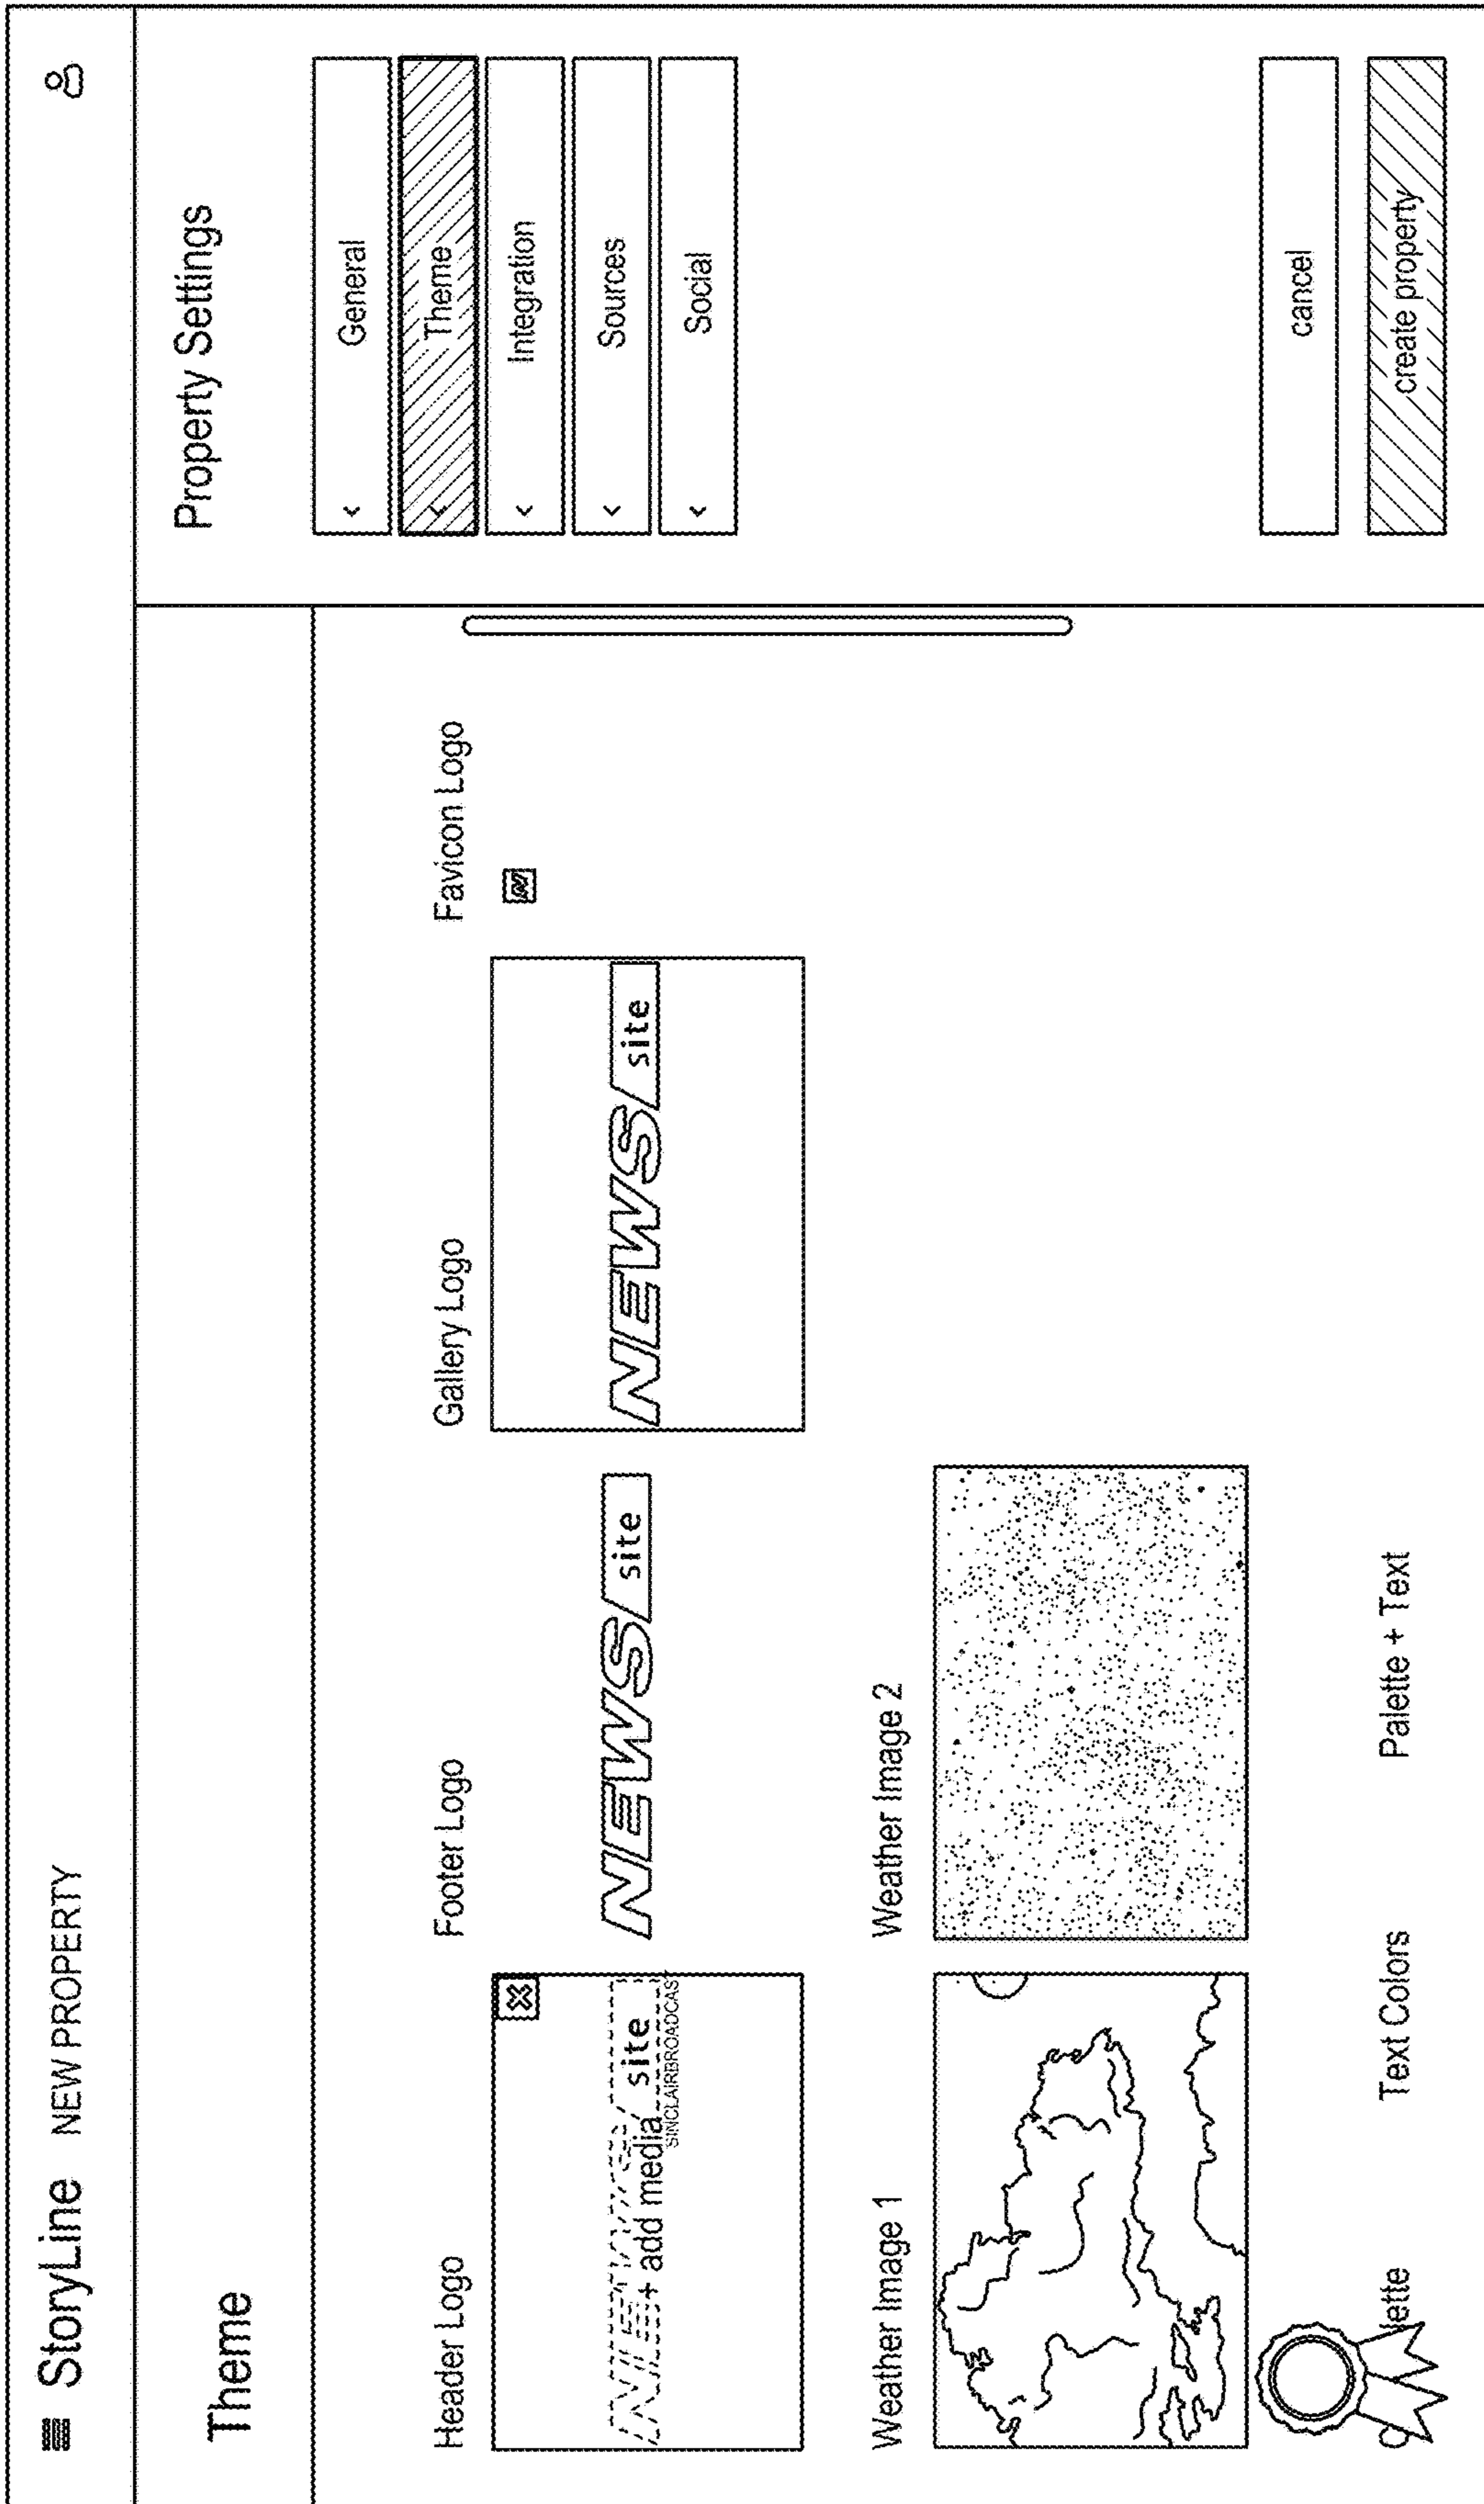 StoryLine NEW PROPERTY
Theme
Property Settings
Header Logo
Footer Logo
Gallery Logo
Favicon Logo
+ add media
site
SINCLAIRBROADCAST
NEWS site
NEWS site
N
Weather Image 1
Weather Image 2
lette
Text Colors
Palette + Text
General
Theme
Integration
Sources
Social
cancel
create property